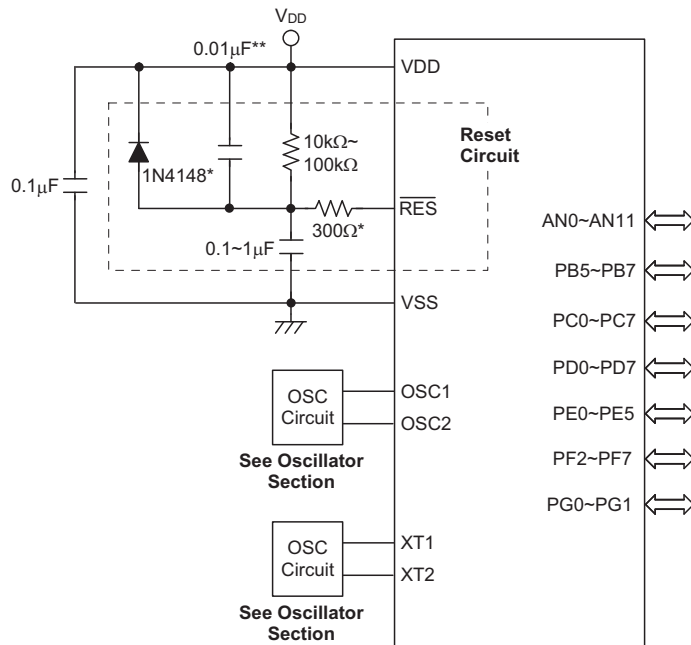 VDD
0.01μF**
VDD
Reset
Circuit
10kΩ~
100kΩ
1N4148*
0.1μF
RES
300Ω*
AN0~AN11
0.1~1μF
PB5~PB7
VSS
PC0~PC7
PD0~PD7
OSC
Circuit
OSC1
OSC2
PE0~PE5
See Oscillator
Section
PF2~PF7
PG0~PG1
OSC
Circuit
XT1
XT2
See Oscillator
Section